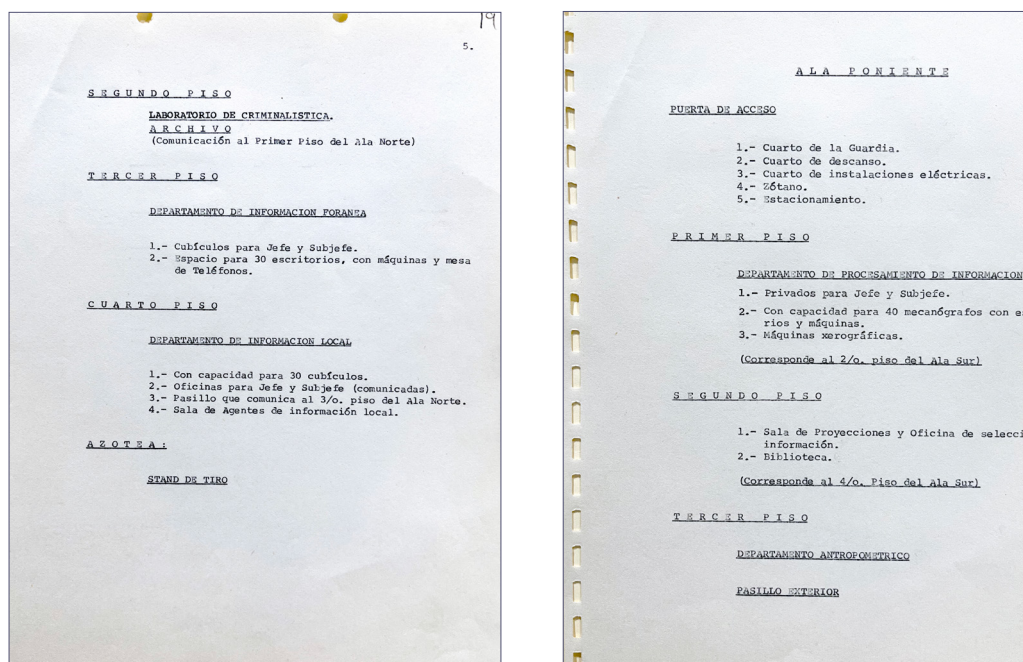 19
5.
SEGUNDO PISO
LABORATORIO DE CRIMINALISTICA.
ARCHIVO
(Comunicación al Primer Piso del Ala Norte)
TERCER PISO
DEPARTAMENTO DE INFORMACION FORANEA
1.- Cubículos para Jefe y Subjefe.
2.- Espacio para 30 escritorios, con máquinas y mesa
de Teléfonos.
CUARTO PISO
DEPARTAMENTO DE INFORMACION LOCAL
1.- Con capacidad para 30 cubículos.
2.- Oficinas para Jefe y Subjefe (comunicadas).
3.- Pasillo que comunica al 3/o. piso del Ala Norte.
4.- Sala de Agentes de información local.
AZOTEA:
STAND DE TIRO
ALA PONIENTE
PUERTA DE ACCESO
1.- Cuarto de la Guardia.
2.- Cuarto de descanso.
3.- Cuarto de instalaciones eléctricas.
4.- Zótano.
5.- Estacionamiento.
PRIMER PISO
DEPARTAMENTO DE PROCESAMIENTO DE INFORMACION
1.- Privados para Jefe y Subjefe.
2.- Con capacidad para 40 mecanógrafos con es
rios y máquinas.
3.- Máquinas xerográficas.
(Corresponde al 2/o. piso del Ala Sur)
SEGUNDO PISO
1.- Sala de Proyecciones y Oficina de selecci
información.
2.- Biblioteca.
(Corresponde al 4/o. Piso del Ala Sur)
TERCER PISO
DEPARTAMENTO ANTROPOMETRICO
PASILLO EXTERIOR